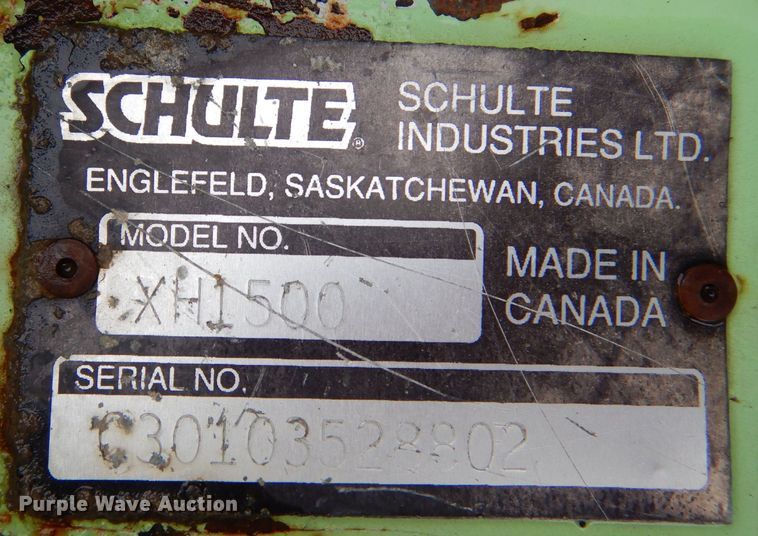 SCHULTE®
SCHULTE
INDUSTRIES LTD.
ENGLEFELD, SASKATCHEWAN, CANADA.
MODEL NO.
XH1500
MADE IN
CANADA
SERIAL NO.
C30103528802
Purple Wave Auction